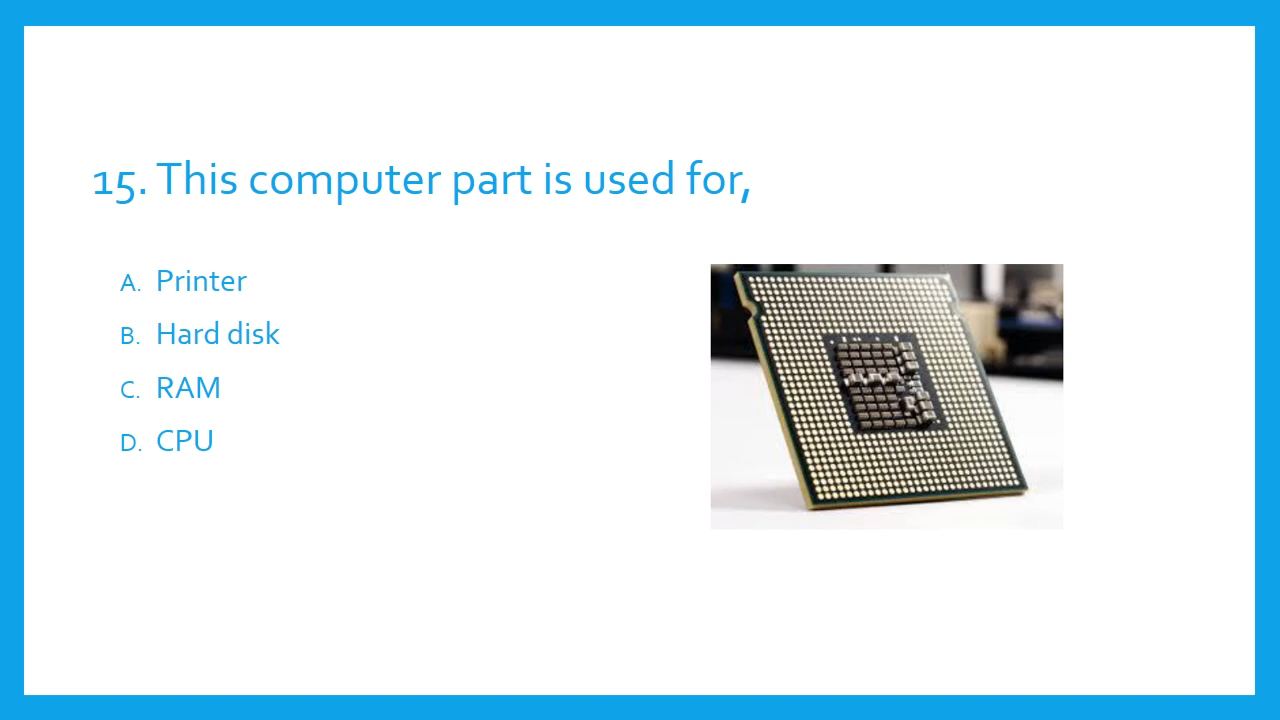 15. This computer part is used for,
A. Printer
B. Hard disk
C. RAM
D. CPU